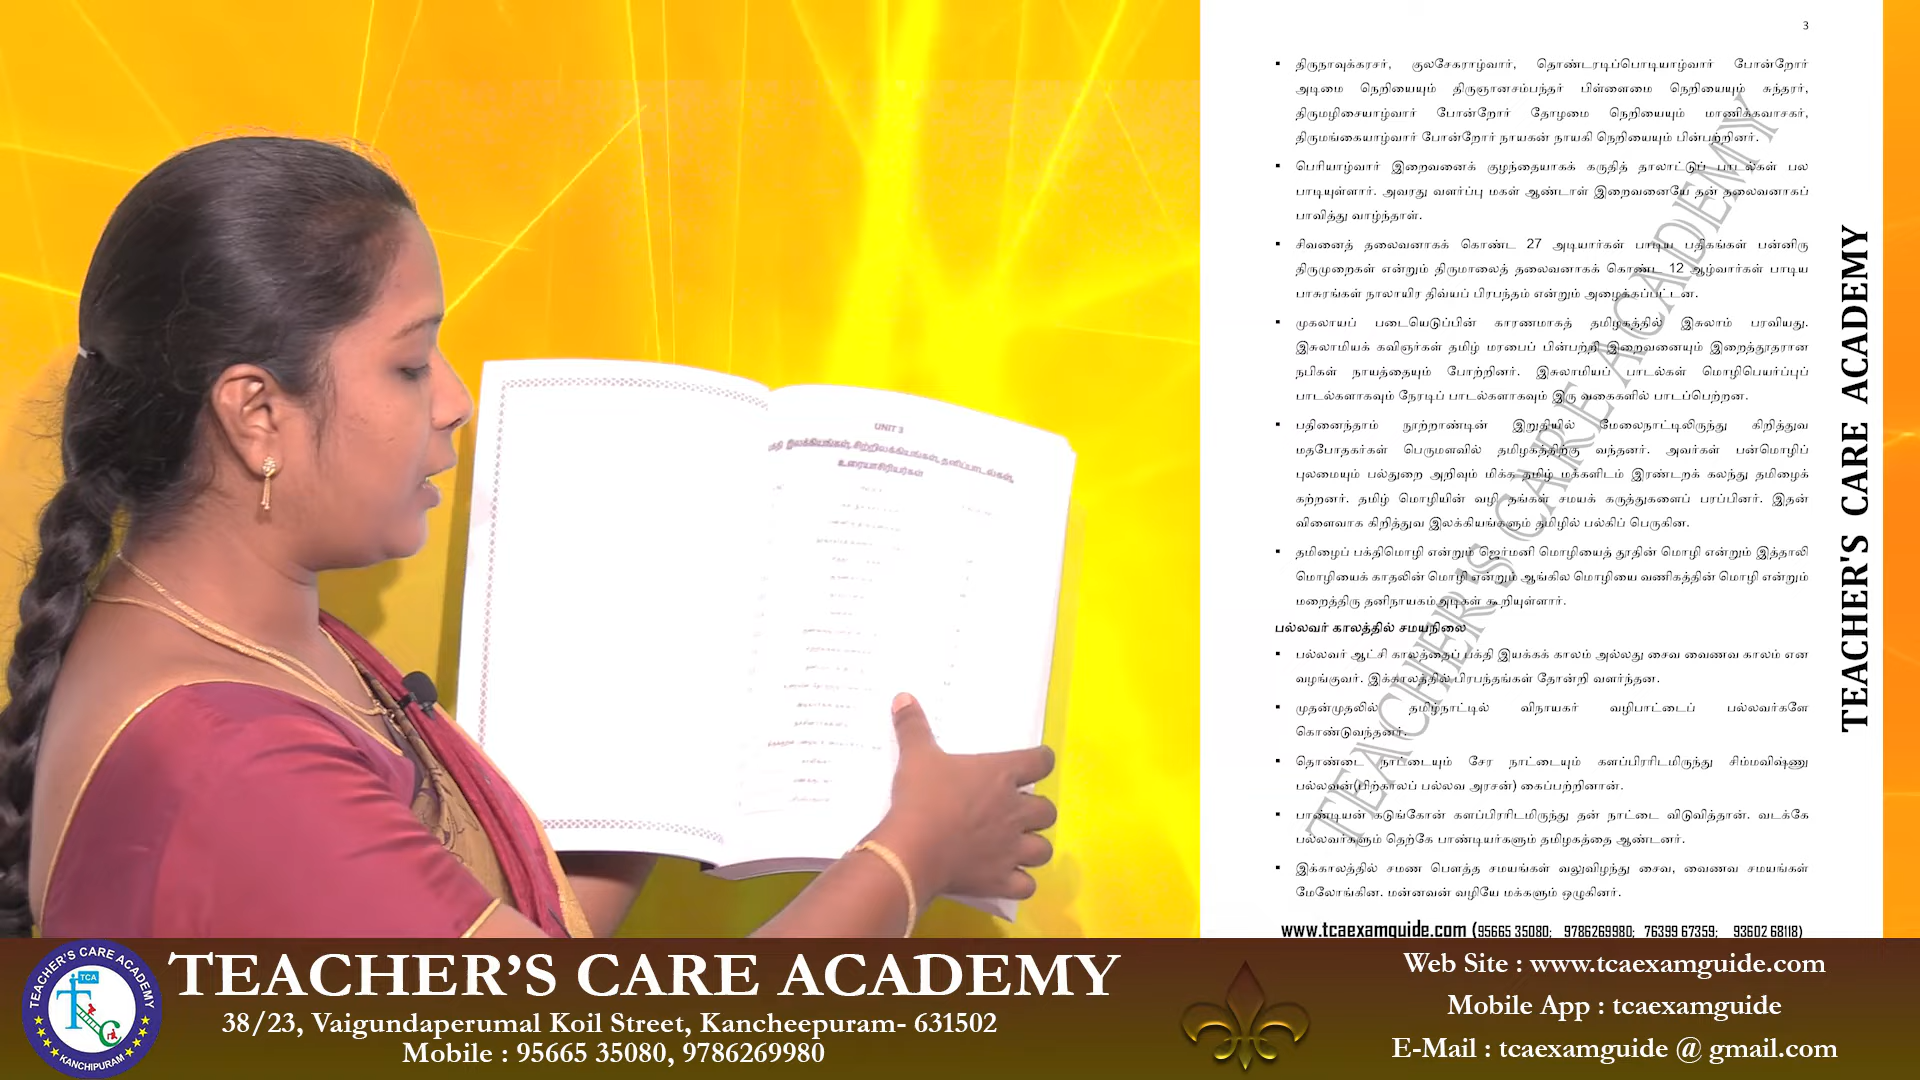 3
▪ திருநாவுக்கரசர், குலசேகராழ்வார், தொண்டரடிப்பொடியாழ்வார் போன்றோர்
அடிமை நெறியையும் திருஞானசம்பந்தர் பிள்ளைமை நெறியையும் சுந்தரர்,
திருமழிசையாழ்வார் போன்றோர் தோழமை நெறியையும் மாணிக்கவாசகர்,
திருமங்கையாழ்வார் போன்றோர் நாயகன் நாயகி நெறியையும் பின்பற்றினர்.
▪ பெரியாழ்வார் இறைவனைக் குழந்தையாகக் கருதித் தாலாட்டுப் பாடல்கள் பல
பாடியுள்ளார். அவரது வளர்ப்பு மகள் ஆண்டாள் இறைவனையே தன் தலைவனாகப்
பாவித்து வாழ்ந்தாள்.
▪ சிவனைத் தலைவனாகக் கொண்ட 27 அடியார்கள் பாடிய பதிகங்கள் பன்னிரு
திருமுறைகள் என்றும் திருமாலைத் தலைவனாகக் கொண்ட 12 ஆழ்வார்கள் பாடிய
பாசுரங்கள் நாலாயிர திவ்யப் பிரபந்தம் என்றும் அழைக்கப்பட்டன.
▪ முகலாயப் படையெடுப்பின் காரணமாகத் தமிழகத்தில் இசுலாம் பரவியது.
இசுலாமியக் கவிஞர்கள் தமிழ் மரபைப் பின்பற்றி இறைவனையும் இறைத்தூதரான
நபிகள் நாயத்தையும் போற்றினர். இசுலாமியப் பாடல்கள் மொழிபெயர்ப்புப்
பாடல்களாகவும் நேரடிப் பாடல்களாகவும் இரு வகைகளில் பாடப்பெற்றன.
▪ பதினைந்தாம் நூற்றாண்டின் இறுதியில் மேலைநாட்டிலிருந்து கிறித்துவ
மதபோதகர்கள் பெருமளவில் தமிழகத்திற்கு வந்தனர். அவர்கள் பன்மொழிப்
புலமையும் பல்துறை அறிவும் மிக்க தமிழ் மக்களிடம் இரண்டறக் கலந்து தமிழைக்
கற்றனர். தமிழ் மொழியின் வழி தங்கள் சமயக் கருத்துகளைப் பரப்பினர். இதன்
விளைவாக கிறித்துவ இலக்கியங்களும் தமிழில் பல்கிப் பெருகின.
▪ தமிழைப் பக்திமொழி என்றும் ஜெர்மனி மொழியைத் தூதின் மொழி என்றும் இத்தாலி
மொழியைக் காதலின் மொழி என்றும் ஆங்கில மொழியை வணிகத்தின் மொழி என்றும்
மறைத்திரு தனிநாயகம்அடிகள் கூறியுள்ளார்.
பல்லவர் காலத்தில் சமயநிலை
▪ பல்லவர் ஆட்சி காலத்தைப் பக்தி இயக்கக் காலம் அல்லது சைவ வைணவ காலம் என
வழங்குவர். இக்காலத்தில் பிரபந்தங்கள் தோன்றி வளர்ந்தன.
▪ முதன்முதலில் தமிழ்நாட்டில் விநாயகர் வழிபாட்டைப் பல்லவர்களே
கொண்டுவந்தனர்.
▪ தொண்டை நாட்டையும் சேர நாட்டையும் களப்பிரரிடமிருந்து சிம்மவிஷ்ணு
பல்லவன்(பிற்காலப் பல்லவ அரசன்) கைப்பற்றினான்.
▪ பாண்டியன் கடுங்கோன் களப்பிரரிடமிருந்து தன் நாட்டை விடுவித்தான். வடக்கே
பல்லவர்களும் தெற்கே பாண்டியர்களும் தமிழகத்தை ஆண்டனர்.
▪ இக்காலத்தில் சமண பௌத்த சமயங்கள் வலுவிழந்து சைவ, வைணவ சமயங்கள்
மேலோங்கின. மன்னவன் வழியே மக்களும் ஒழுகினர்.
www.tcaexamguide.com (95665 35080; 9786269980; 76399 67359; 93602 68118)
TEACHER'S CARE ACADEMY
TEACHER'S CARE ACADEMY
UNIT 3
சிற்றிலக்கியங்கள், தனிப்பாடல்கள்,
உரையாசிரியர்கள்
TEACHER'S CARE ACADEMY
TCA
KANCHIPURAM
TEACHER'S CARE ACADEMY
38/23, Vaigundaperumal Koil Street, Kancheepuram- 631502
Mobile : 95665 35080, 9786269980
Web Site : www.tcaexamguide.com
Mobile App : tcaexamguide
E-Mail : tcaexamguide @ gmail.com